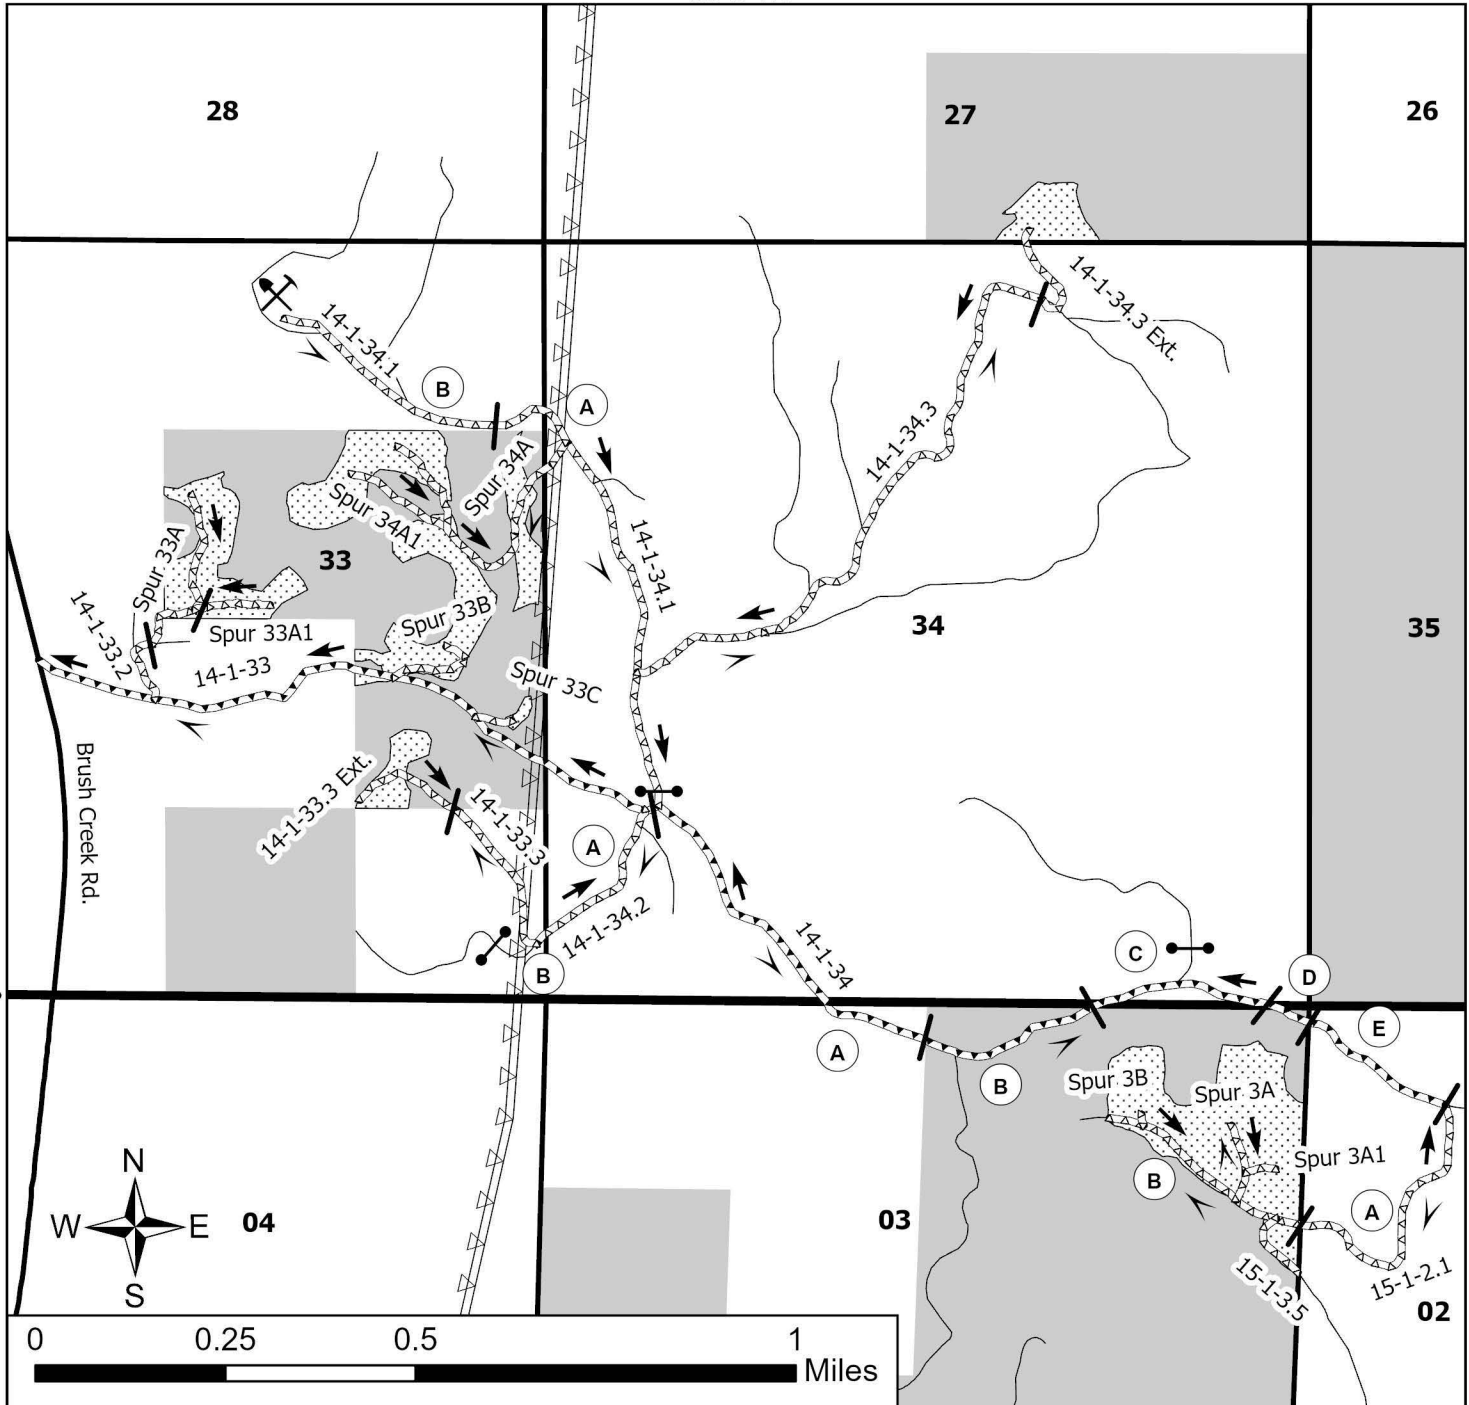 28
27
26
14-1-34.1
B
A
14-1-34.3 Ext.
Spur 34A
Spur 34A1
14-1-34.3
33
Spur 33A
14-1-34.1
Spur 33B
14-1-33.2
Spur 33A1
34
35
14-1-33
Spur 33C
Brush Creek Rd.
14-1-33.3 Ext.
14-1-33.3
A
14-1-34.2
B
14-1-34
C
D
E
A
B
Spur 3B
Spur 3A
Spur 3A1
B
A
15-1-3.5
15-1-2.1
N
W
E
S
04
03
02
0
0.25
0.5
1
Miles